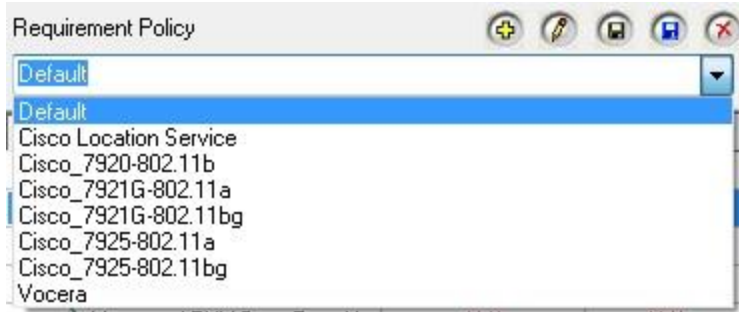 Requirement Policy
Default
Default
Cisco Location Service
Cisco_7920-802.11b
Cisco_7921G-802.11a
Cisco_7921G-802.11bg
Cisco_7925-802.11a
Cisco_7925-802.11bg
Vocera